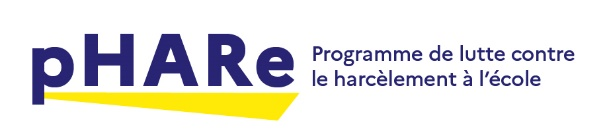 pHARe
Programme de lutte contre
le harcèlement à l'école